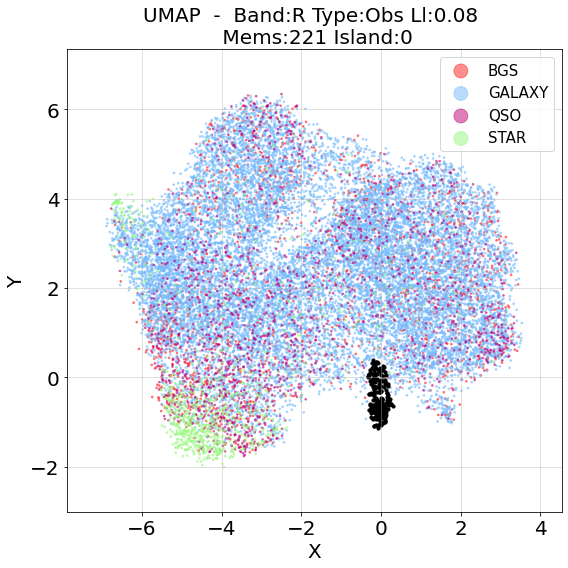 UMAP  -  Band:R Type:Obs Ll:0.08
Mems:221 Island:0
BGS
GALAXY
QSO
STAR
Y
6
4
2
0
−2
−6
−4
−2
0
2
4
X